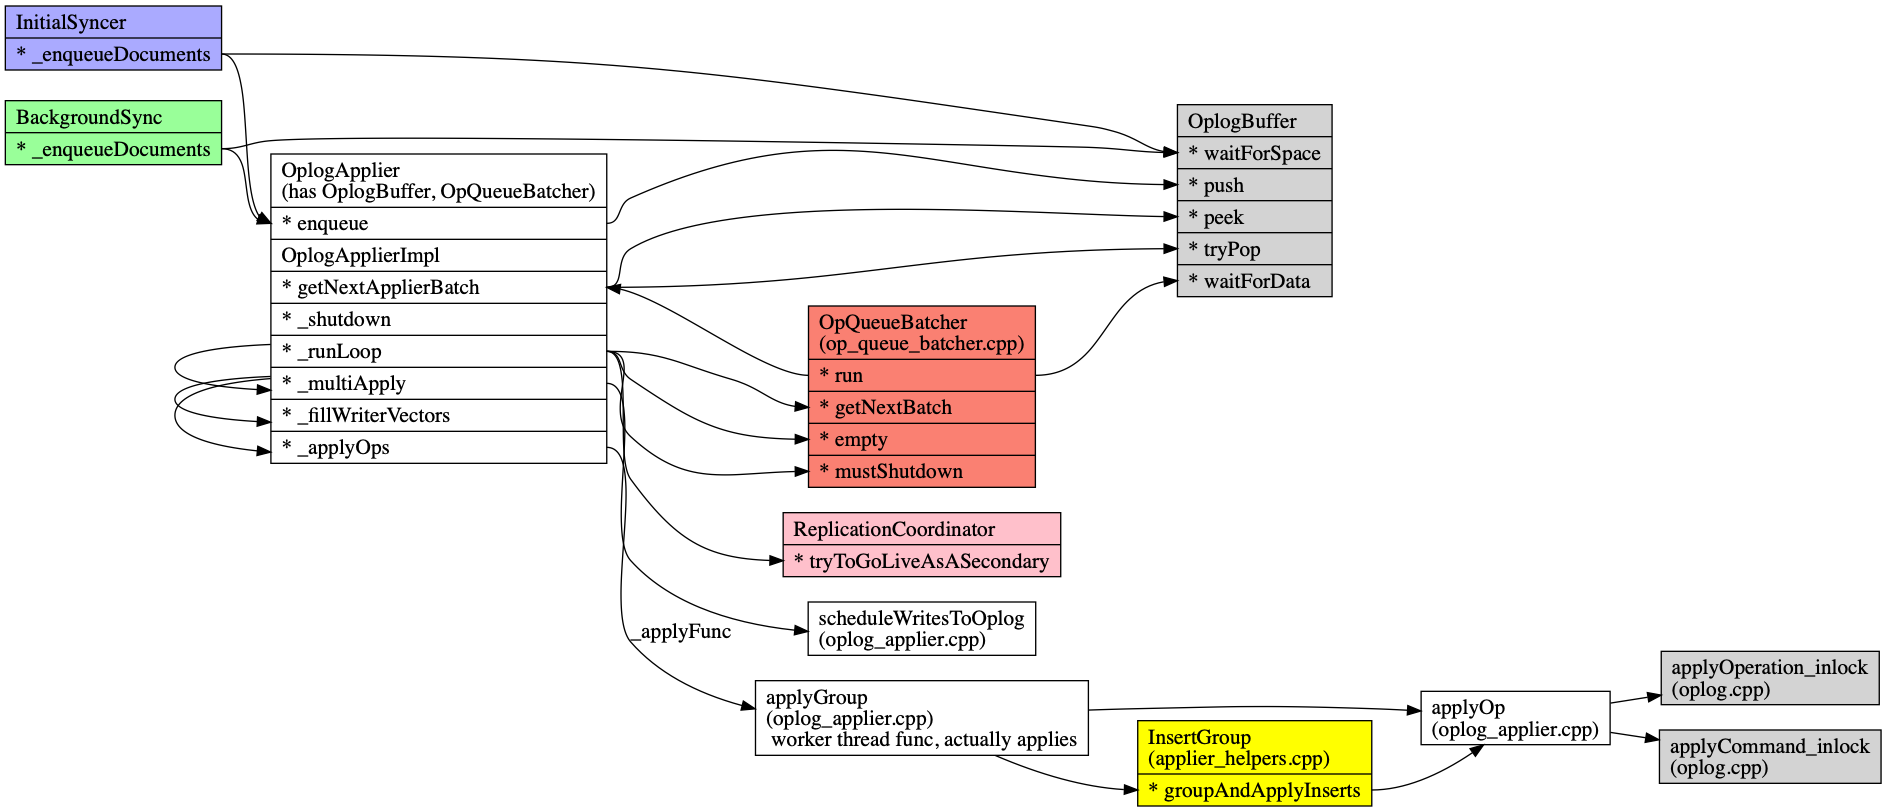 InitialSyncer
* _enqueueDocuments
BackgroundSync
* _enqueueDocuments
OplogApplier
(has OplogBuffer, OpQueueBatcher)
* enqueue
OplogApplierImpl
* getNextApplierBatch
* _shutdown
* _runLoop
* _multiApply
* _fillWriterVectors
* _applyOps
OplogBuffer
* waitForSpace
* push
* peek
* tryPop
* waitForData
OpQueueBatcher
(op_queue_batcher.cpp)
* run
* getNextBatch
* empty
* mustShutdown
ReplicationCoordinator
* tryToGoLiveAsASecondary
scheduleWritesToOplog
(oplog_applier.cpp)
_applyFunc
applyGroup
(oplog_applier.cpp)
worker thread func, actually applies
InsertGroup
(applier_helpers.cpp)
* groupAndApplyInserts
applyOp
(oplog_applier.cpp)
applyOperation_inlock
(oplog.cpp)
applyCommand_inlock
(oplog.cpp)